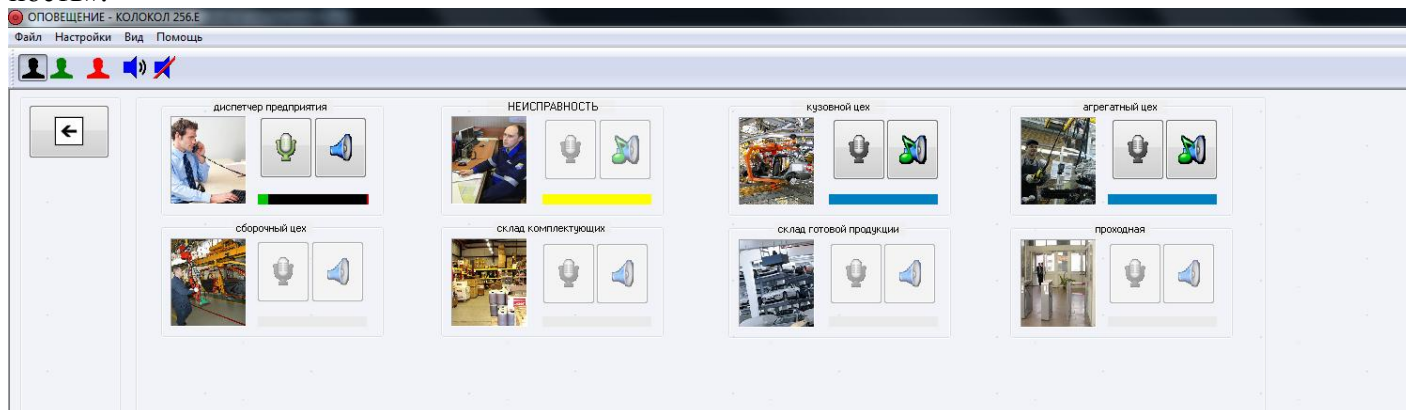 ОПОВЕЩЕНИЕ - КОЛОКОЛ 256.E
Файл Настройки Вид Помощь
диспетчер предприятия
НЕИСПРАВНОСТЬ
кузовной цех
агрегатный цех
сборочный цех
склад комплектующих
склад готовой продукции
проходная